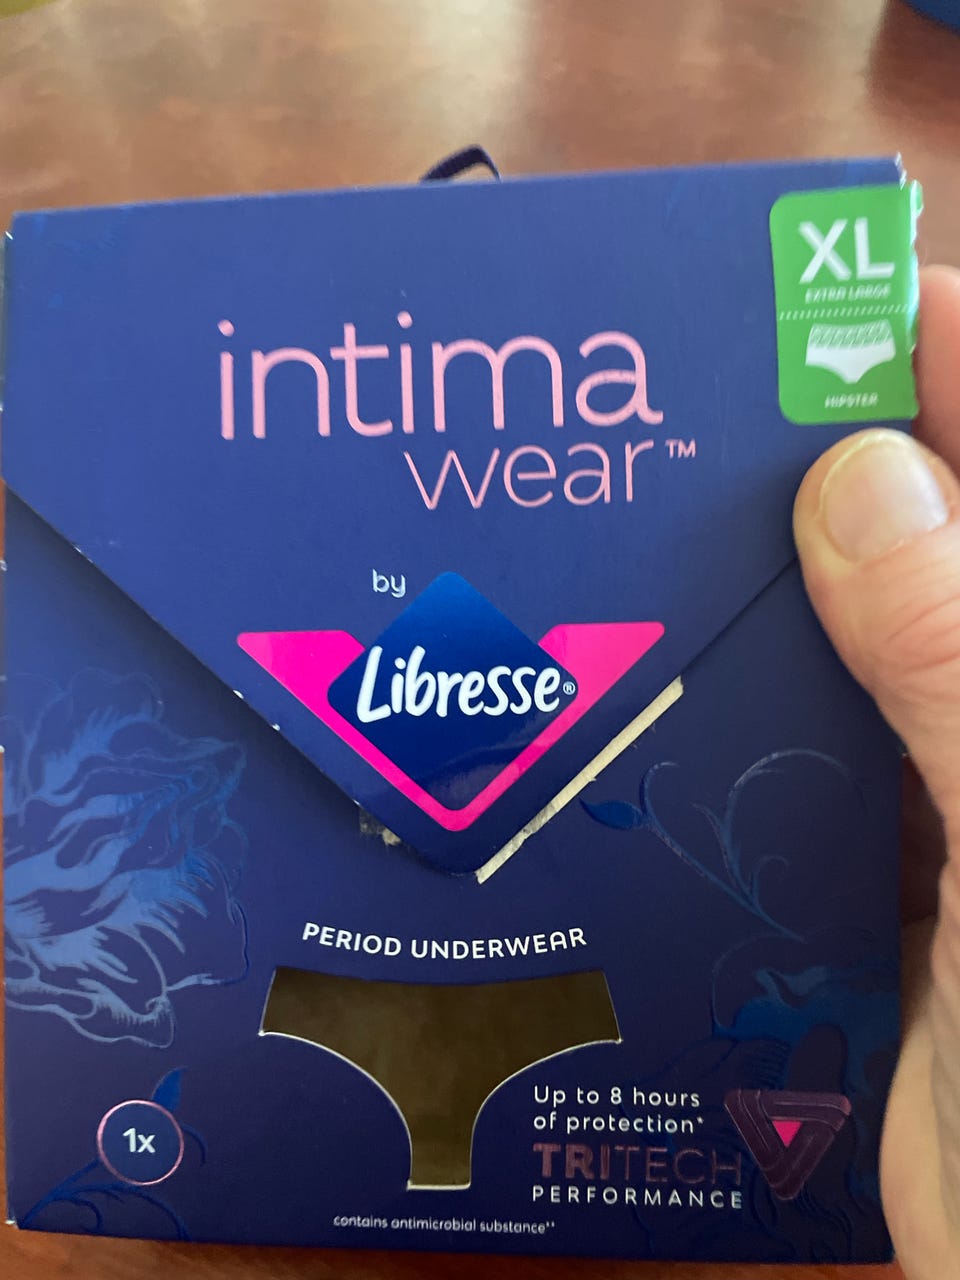 XL
EXTRA LARGE
HIPSTER
intima
wear™
by
Libresse®
PERIOD UNDERWEAR
1x
Up to 8 hours
of protection*
TRITECH
PERFORMANCE
contains antimicrobial substance**